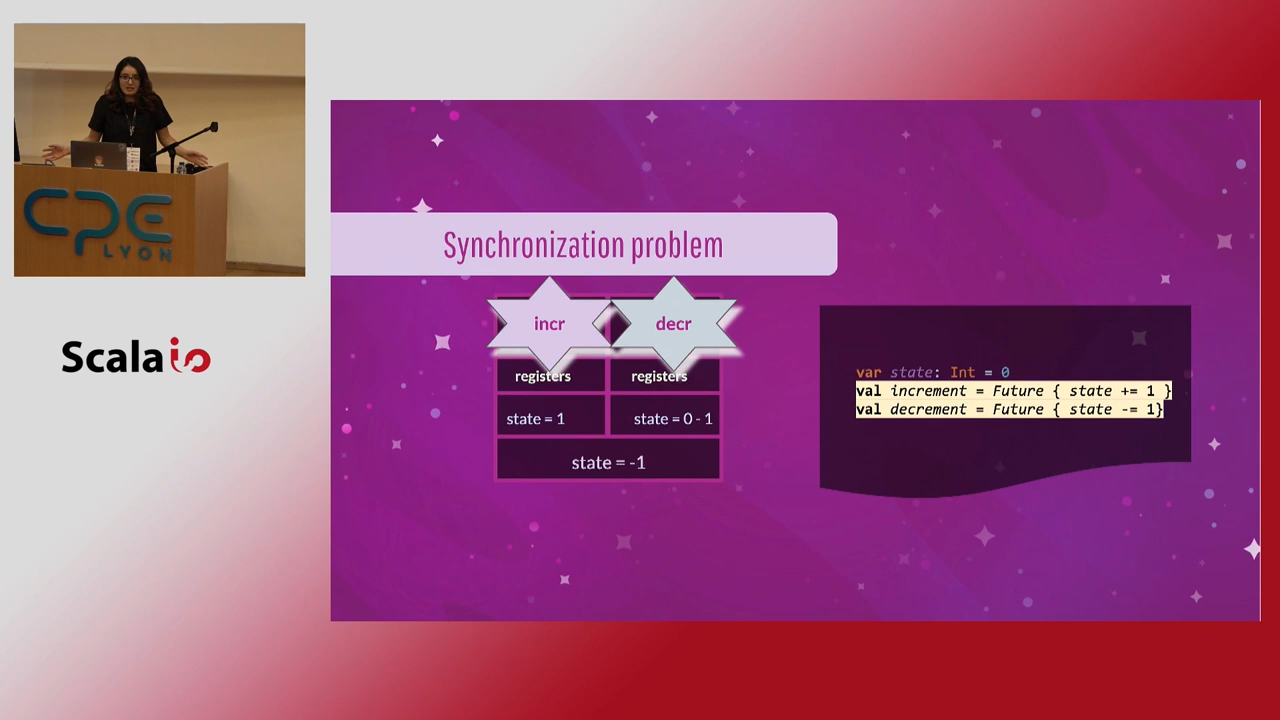 CPE
LYON
Scala io
Synchronization problem
incr
decr
registers
registers
state = 1
state = 0 - 1
state = -1
var state: Int = 0
val increment = Future { state += 1 }
val decrement = Future { state -= 1}